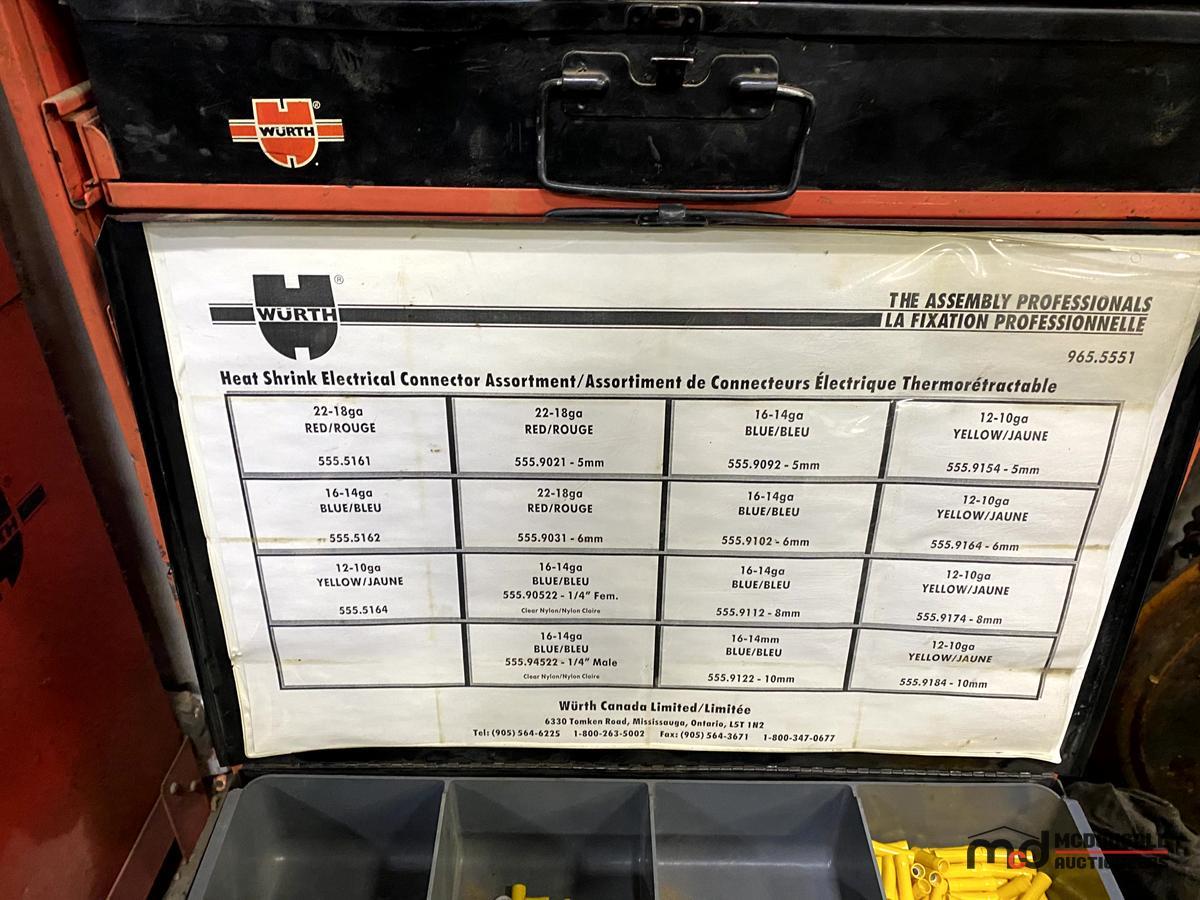 WÜRTH
®
WÜRTH
®
THE ASSEMBLY PROFESSIONALS
LA FIXATION PROFESSIONNELLE
965.5551
Heat Shrink Electrical Connector Assortment/Assortiment de Connecteurs Électrique Thermorétractable
22-18ga
RED/ROUGE
555.5161
22-18ga
RED/ROUGE
555.9021 - 5mm
16-14ga
BLUE/BLEU
555.9092 - 5mm
12-10ga
YELLOW/JAUNE
555.9154 - 5mm
16-14ga
BLUE/BLEU
555.5162
22-18ga
RED/ROUGE
555.9031 - 6mm
16-14ga
BLUE/BLEU
555.9102 - 6mm
12-10ga
YELLOW/JAUNE
555.9164 - 6mm
12-10ga
YELLOW/JAUNE
555.5164
16-14ga
BLUE/BLEU
555.90522 - 1/4" Fem.
Clear Nylon/Nylon Claire
16-14ga
BLUE/BLEU
555.9112 - 8mm
12-10ga
YELLOW/JAUNE
555.9174 - 8mm
16-14ga
BLUE/BLEU
555.94522 - 1/4" Male
Clear Nylon/Nylon Claire
16-14mm
BLUE/BLEU
555.9122 - 10mm
12-10ga
YELLOW/JAUNE
555.9184 - 10mm
Würth Canada Limited/Limitée
6330 Tomken Road, Mississauga, Ontario, L5T 1N2
Tel: (905) 564-6225 1-800-263-5002 Fax: (905) 564-3671 1-800-347-0677
mcd